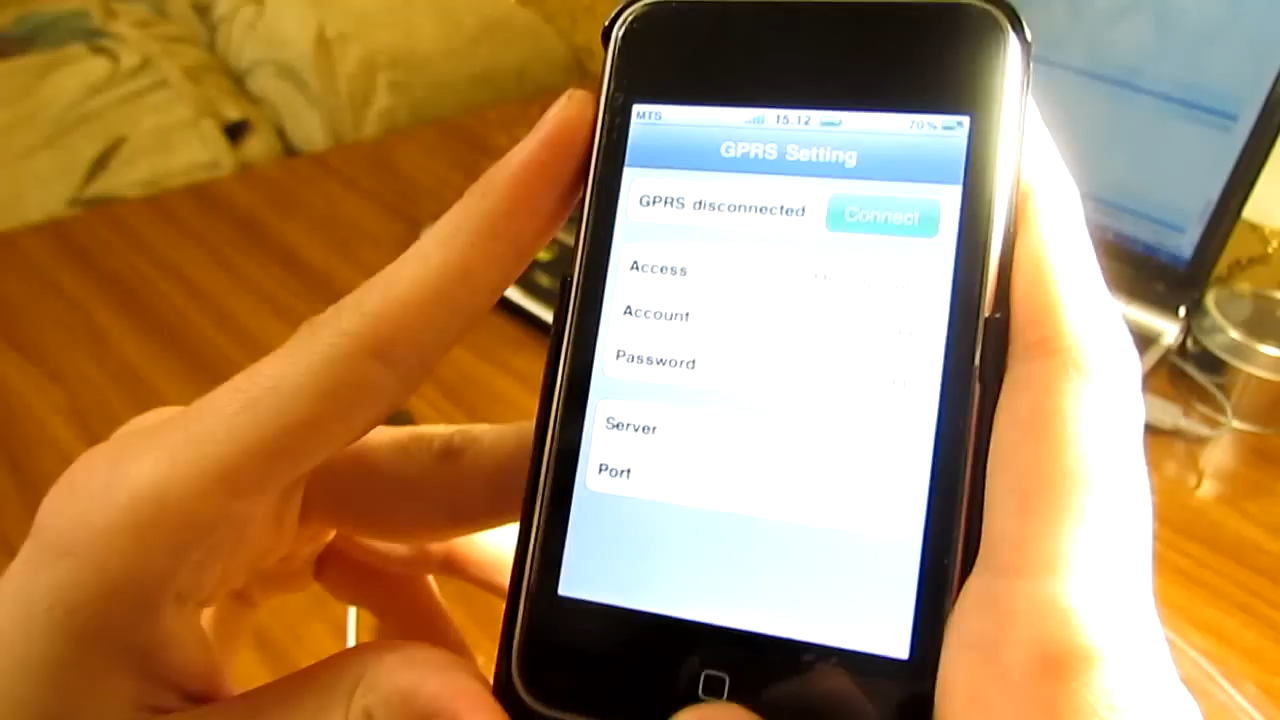 MTS 15.12 70%
GPRS Setting
GPRS disconnected Connect
Access
Account
Password
Server
Port